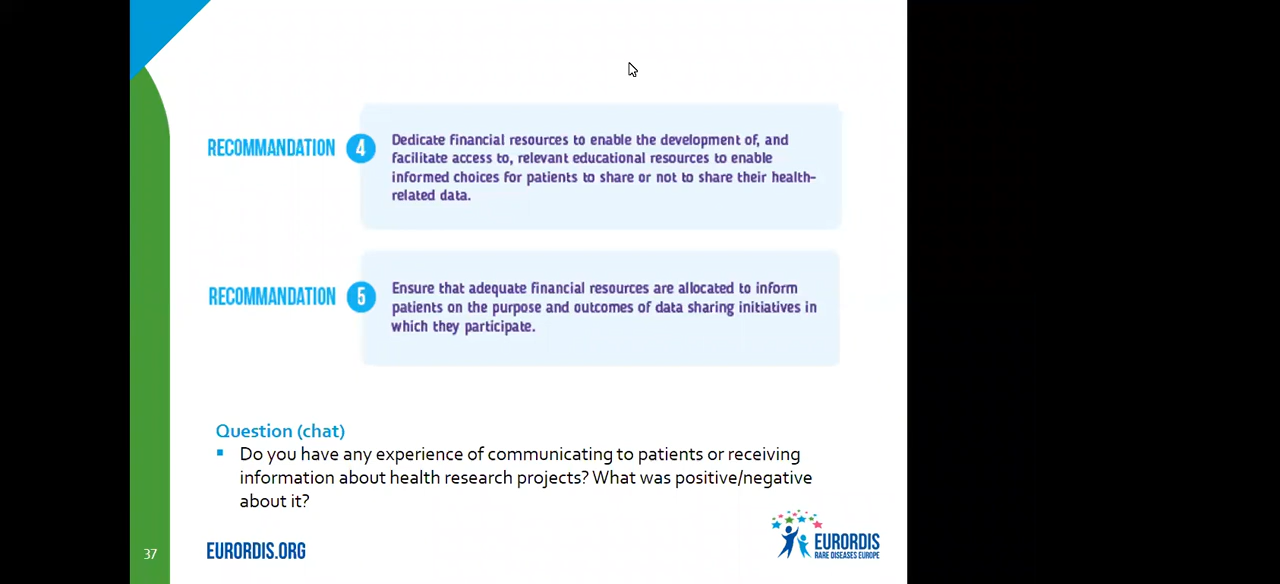 RECOMMANDATION 4
Dedicate financial resources to enable the development of, and
facilitate access to, relevant educational resources to enable
informed choices for patients to share or not to share their health-
related data.
RECOMMANDATION 5
Ensure that adequate financial resources are allocated to inform
patients on the purpose and outcomes of data sharing initiatives in
which they participate.
Question (chat)
Do you have any experience of communicating to patients or receiving
information about health research projects? What was positive/negative
about it?
37
EURORDIS.ORG
EURORDIS
RARE DISEASES EUROPE